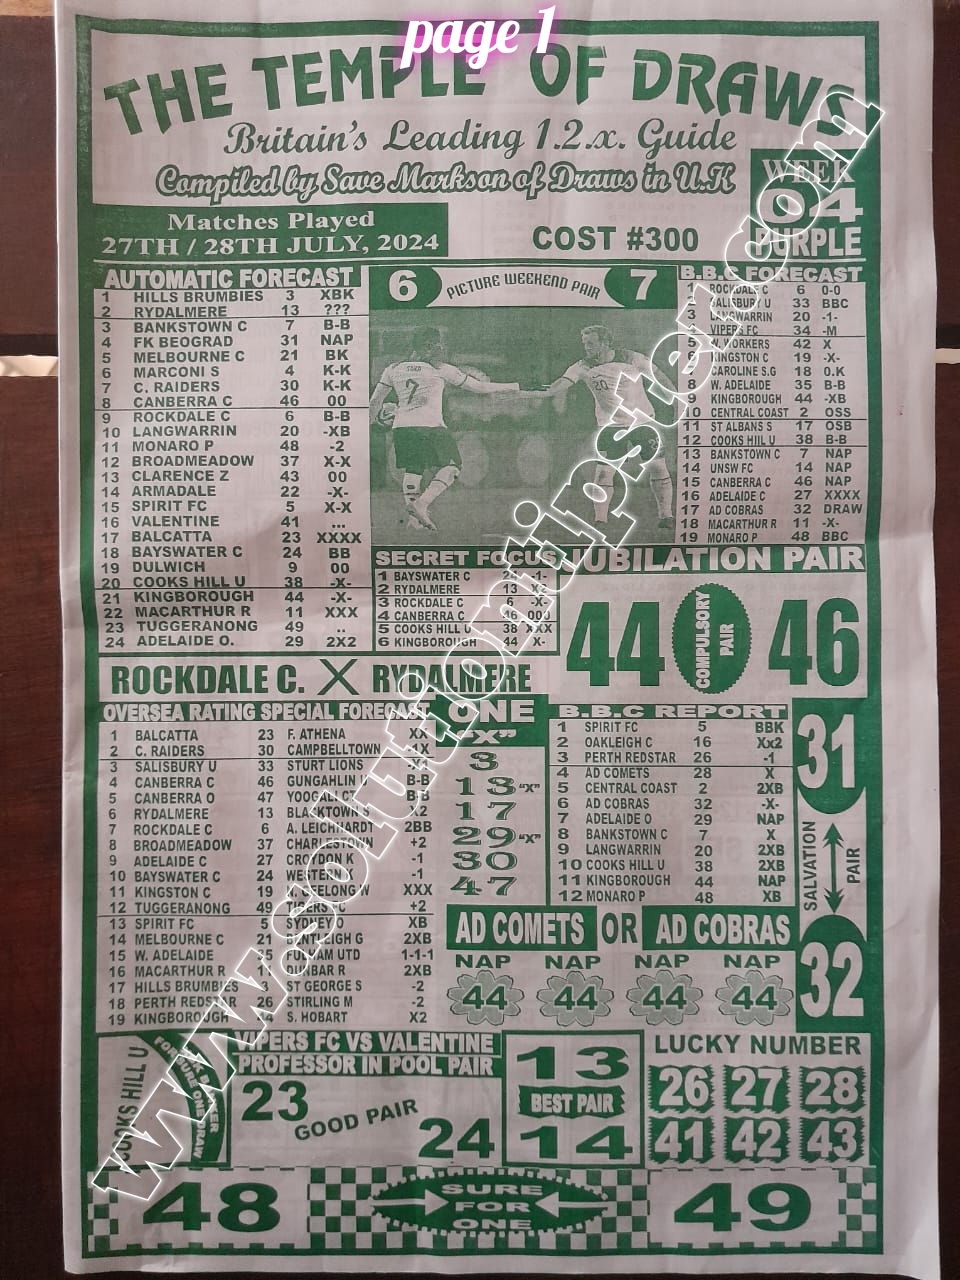 page 1
THE TEMPLE OF DRAWS
Britain's Leading 1.2.x. Guide
Compiled by Save Markson of Draws in U.K
WEEK
04
PURPLE
Matches Played
27TH / 28TH JULY, 2024
COST #300
AUTOMATIC FORECAST
1 HILLS BRUMBIES 3 XBK
2 RYDALMERE 13 ???
3 BANKSTOWN C 7 B-B
4 FK BEOGRAD 31 NAP
5 MELBOURNE C 21 BK
6 MARCONI S 4 K-K
7 C. RAIDERS 30 K-K
8 CANBERRA C 46 00
9 ROCKDALE C 6 B-B
10 LANGWARRIN 20 -XB
11 MONARO P 48 -2
12 BROADMEADOW 37 X-X
13 CLARENCE Z 43 00
14 ARMADALE 22 -X-
15 SPIRIT FC 5 X-X
16 VALENTINE 41 ...
17 BALCATTA 23 XXXX
18 BAYSWATER C 24 BB
19 DULWICH 9 00
20 COOKS HILL U 38 -X-
21 KINGBOROUGH 44 -X-
22 MACARTHUR R 11 XXX
23 TUGGERANONG 49 ..
24 ADELAIDE O. 29 2X2
6 PICTURE WEEKEND PAIR 7
B.B.C FORECAST
1 ROCKDALE C 6 0-0
2 SALISBURY U 33 BBC
3 LANGWARRIN 20 -1-
4 VIPERS FC 34 -M
5 W. WORKERS 42 X
6 KINGSTON C 19 -X-
7 CAROLINE S.G 18 0.K
8 W. ADELAIDE 35 B-B
9 KINGBOROUGH 44 -XB
10 CENTRAL COAST 2 OSS
11 ST ALBANS S 17 OSB
12 COOKS HIIL U 38 B-B
13 BANKSTOWN C 7 NAP
14 UNSW FC 14 NAP
15 CANBERRA C 46 NAP
16 ADELAIDE C 27 XXXX
17 AD COBRAS 32 DRAW
18 MACARTHUR R 11 -X-
19 MONARO P 48 BBC
SECRET FOCUS
1 BAYSWATER C 24 -1-
2 RYDALMERE 13
3 ROCKDALE C 6 -X-
4 CANBERRA C 46 000
5 COOKS HILL U 38 XXX
6 KINGBOROUGH 44 X-
JUBILATION PAIR
44 COMPULSORY PAIR 46
ROCKDALE C. X RYDALMERE
OVERSEA RATING SPECIAL FORECAST
1 BALCATTA 23 F. ATHENA XX
2 C. RAIDERS 30 CAMPBELLTOWN -1X
3 SALISBURY U 33 STURT LIONS
4 CANBERRA C 46 GUNGAHLIN U B-B
5 CANBERRA O 47 YOOGALI B-B
6 RYDALMERE 13 BLACKTOWN S X2
7 ROCKDALE C 6 A. LEICHHARDT 2BB
8 BROADMEADOW 37 CHARLESTOWN +2
9 ADELAIDE C 27 CROYDON K -1
10 BAYSWATER C 24 WESTERN K -1
11 KINGSTON C 19 N. GEELONG W XXX
12 TUGGERANONG 49 TIGERS FC +2
13 SPIRIT FC 5 SYDNEY O XB
14 MELBOURNE C 21 BENTLEIGH G 2XB
15 W. ADELAIDE 35 FULHAM UTD 1-1-1
16 MACARTHUR R 11 DUNBAR R 2XB
17 HILLS BRUMBIES ST GEORGE S -2
18 PERTH REDSTAR 26 STIRLING M -2
19 KINGBOROUGH 44 S. HOBART X2
ONE
"X"
3
13 "X"
17
29 "X"
30
47
B.B.C REPORT
1 SPIRIT FC 5 BBK
2 OAKLEIGH C 16 Xx2
3 PERTH REDSTAR 26 -1
4 AD COMETS 28 X
5 CENTRAL COAST 2 2XB
6 AD COBRAS 32 -X-
7 ADELAIDE O 29 NAP
8 BANKSTOWN C 7 X
9 LANGWARRIN 20 2XB
10 COOKS HILL U 38 2XB
11 KINGBOROUGH 44 NAP
12 MONARO P 48 XB
31
SALVATION PAIR
32
AD COMETS OR AD COBRAS
NAP NAP NAP NAP
44 44 44 44
COOKS HILL U
VIPERS FC VS VALENTINE
PROFESSOR IN POOL PAIR
23 GOOD PAIR 24
13
BEST PAIR
14
LUCKY NUMBER
26 27 28
41 42 43
48 SURE FOR ONE 49
www.solutiontipster.com